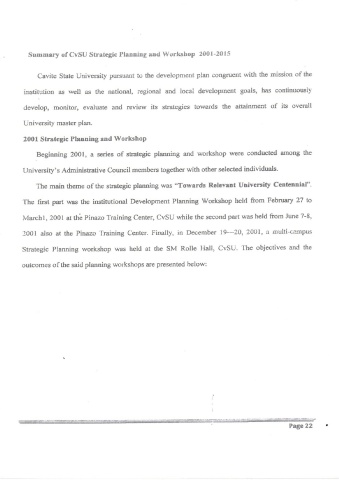 Summary of CvSU Strategic Planning and Workshop 2001-2015
Cavite State University pursuant to the development plan congruent with the mission of the
institution as well as the national, regional and local development goals, has continuously
develop, monitor, evaluate and review its strategies towards the attainment of its overall
University master plan.
2001 Strategic Planning and Workshop
Beginning 2001, a series of strategic planning and workshop were conducted among the
University's Administrative Council members together with other selected individuals.
The main theme of the strategic planning was "Towards Relevant University Centennial".
The first part was the institutional Development Planning Workshop held from February 27 to
March1, 2001 at the Pinazo Training Center, CvSU while the second part was held from June 7-8,
2001 also at the Pinazo Training Center. Finally, in December 19—20, 2001, a multi-campus
Strategic Planning workshop was held at the SM Rolle Hall, CvSU. The objectives and the
outcomes of the said planning workshops are presented below:
Page 22